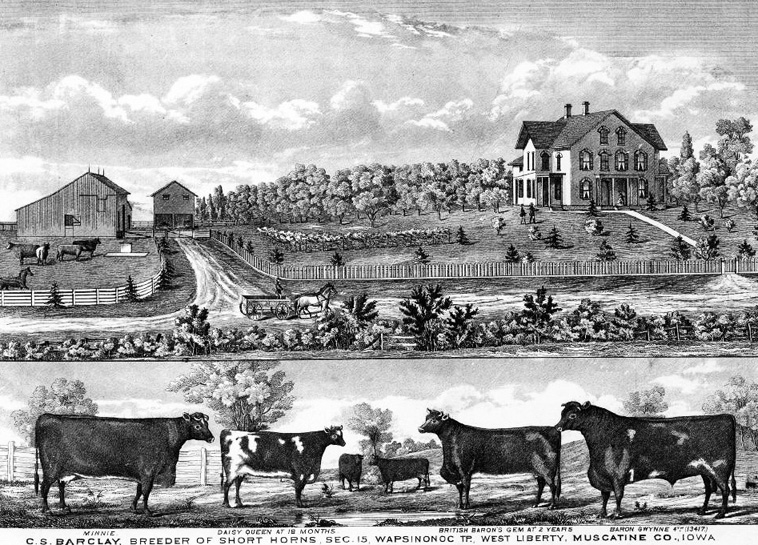 MINNIE. DAISY QUEEN AT 18 MONTHS BRITISH BARON'S GEM AT 2 YEARS BARON GWYNNE 4TH (13417)
C.S. BARCLAY, BREEDER OF SHORT HORNS, SEC. 15, WAPSINONOC TP., WEST LIBERTY, MUSCATINE CO., IOWA